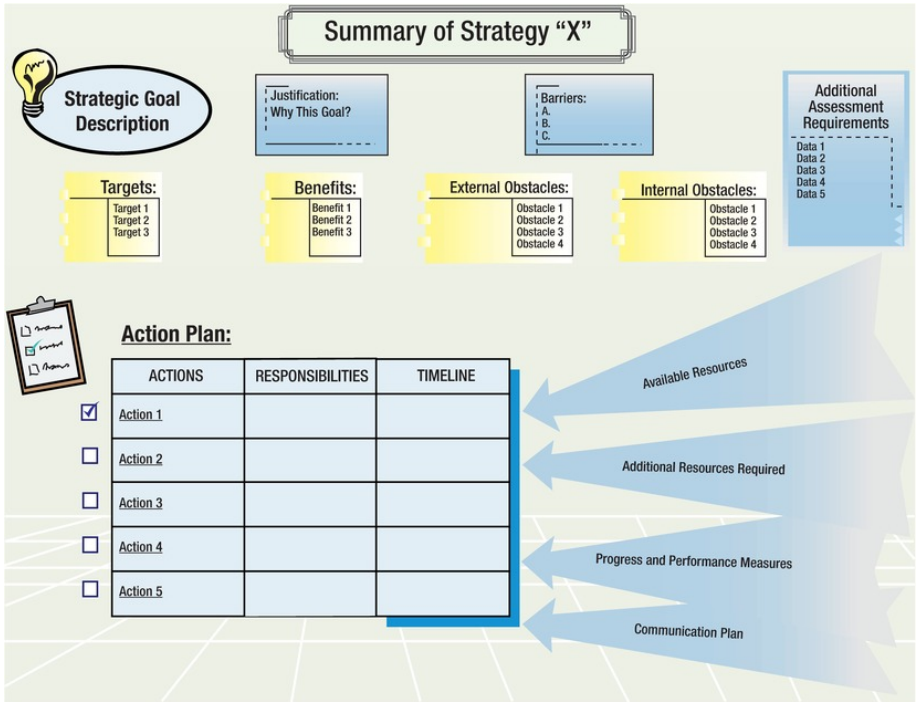 Summary of Strategy “X”
Strategic Goal
Description
Justification:
Why This Goal?
Barriers:
A.
B.
C.
Additional
Assessment
Requirements
Data 1
Data 2
Data 3
Data 4
Data 5
Targets:
Target 1
Target 2
Target 3
Benefits:
Benefit 1
Benefit 2
Benefit 3
External Obstacles:
Obstacle 1
Obstacle 2
Obstacle 3
Obstacle 4
Internal Obstacles:
Obstacle 1
Obstacle 2
Obstacle 3
Obstacle 4
Action Plan:
ACTIONS RESPONSIBILITIES TIMELINE
Action 1
Action 2
Action 3
Action 4
Action 5
Available Resources
Additional Resources Required
Progress and Performance Measures
Communication Plan